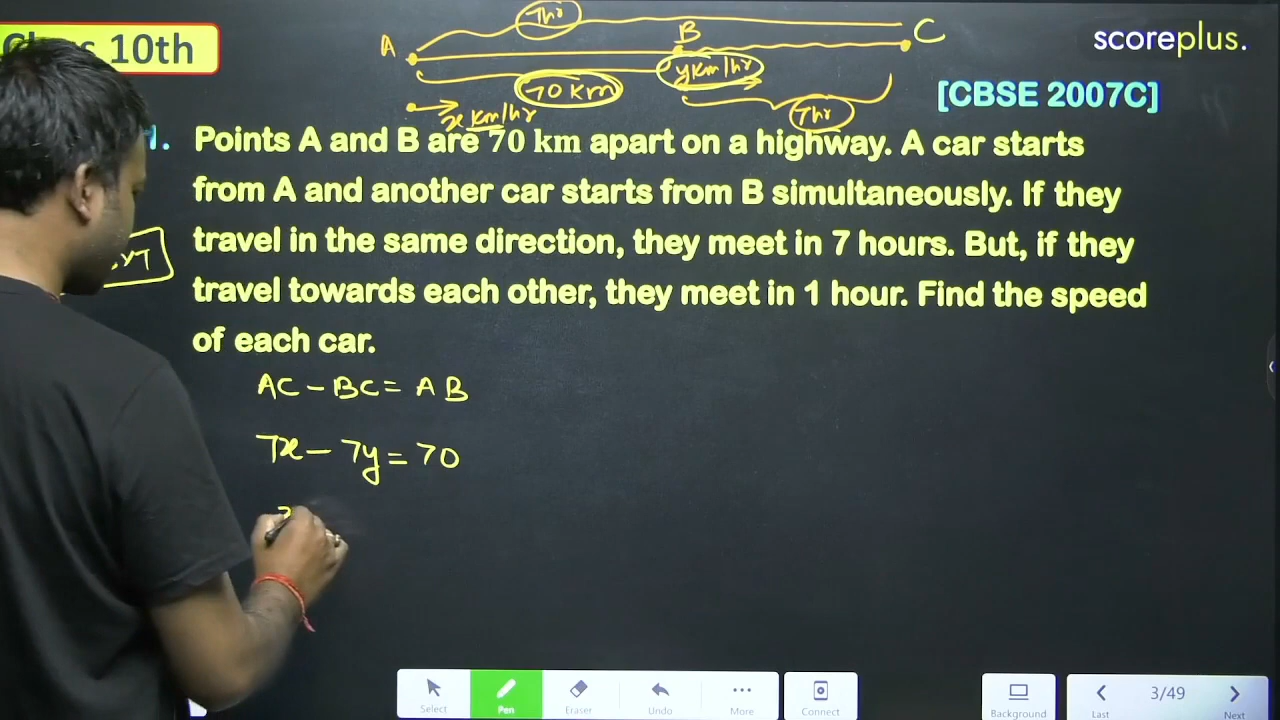 Class 10th
7hr
A
B
C
scoreplus.
70 km
y km/hr
7hr
x km/hr
[CBSE 2007C]
1. Points A and B are 70 km apart on a highway. A car starts
from A and another car starts from B simultaneously. If they
travel in the same direction, they meet in 7 hours. But, if they
travel towards each other, they meet in 1 hour. Find the speed
of each car.
AC - BC = AB
7x - 7y = 70
Select
Pen
Eraser
Undo
More
Connect
Background
Last
3/49
Next